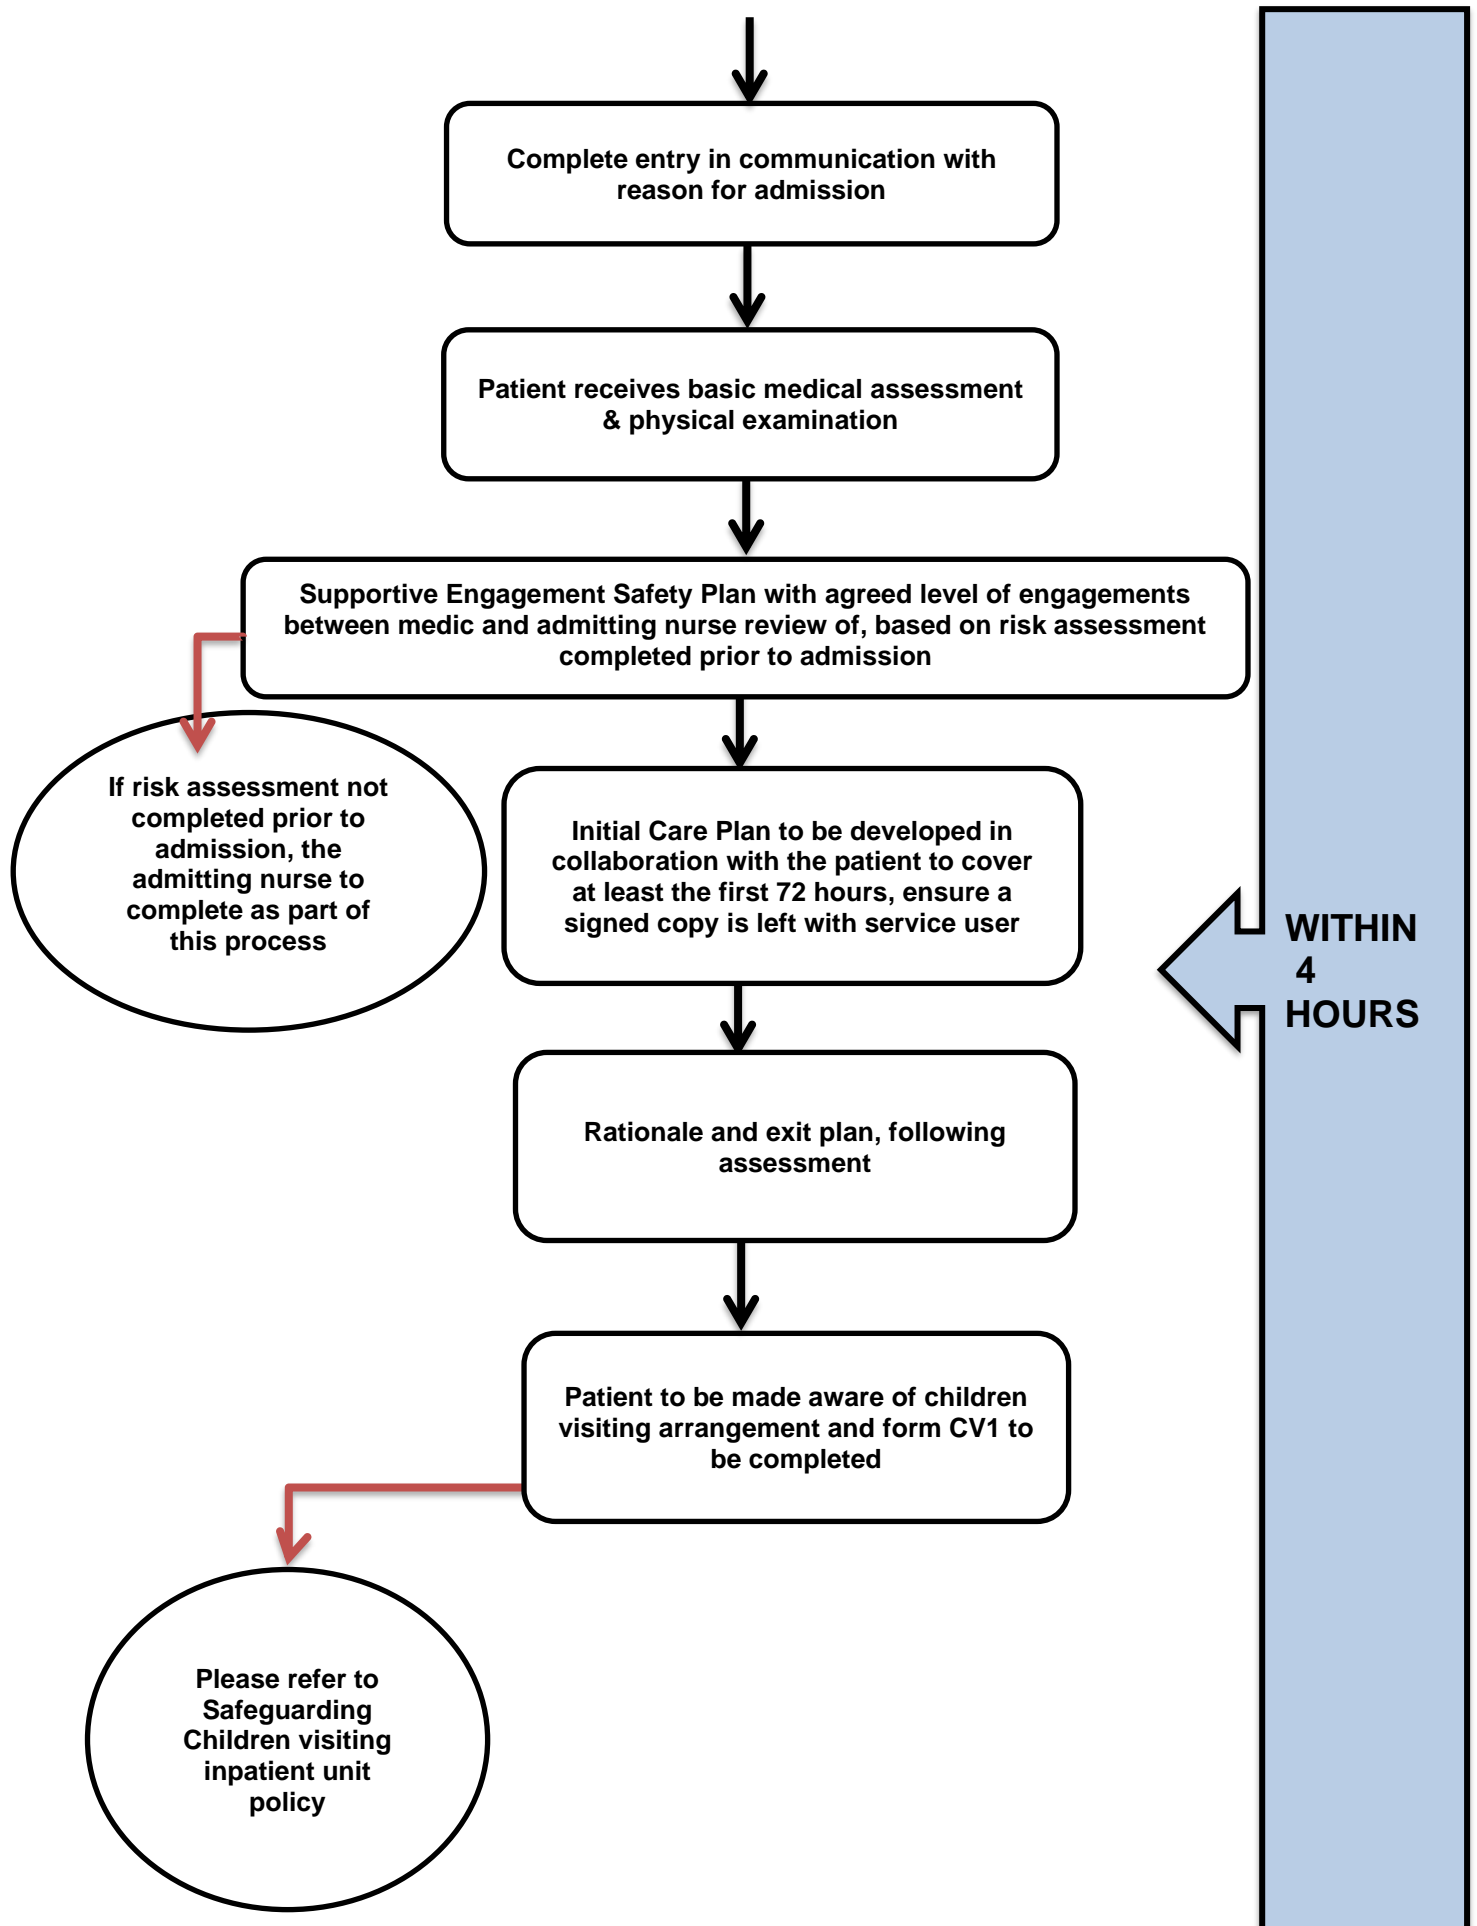 Complete entry in communication with
reason for admission
Patient receives basic medical assessment
& physical examination
Supportive Engagement Safety Plan with agreed level of engagements
between medic and admitting nurse review of, based on risk assessment
completed prior to admission
If risk assessment not
completed prior to
admission, the
admitting nurse to
complete as part of
this process
Initial Care Plan to be developed in
collaboration with the patient to cover
at least the first 72 hours, ensure a
signed copy is left with service user
WITHIN
4
HOURS
Rationale and exit plan, following
assessment
Patient to be made aware of children
visiting arrangement and form CV1 to
be completed
Please refer to
Safeguarding
Children visiting
inpatient unit
policy